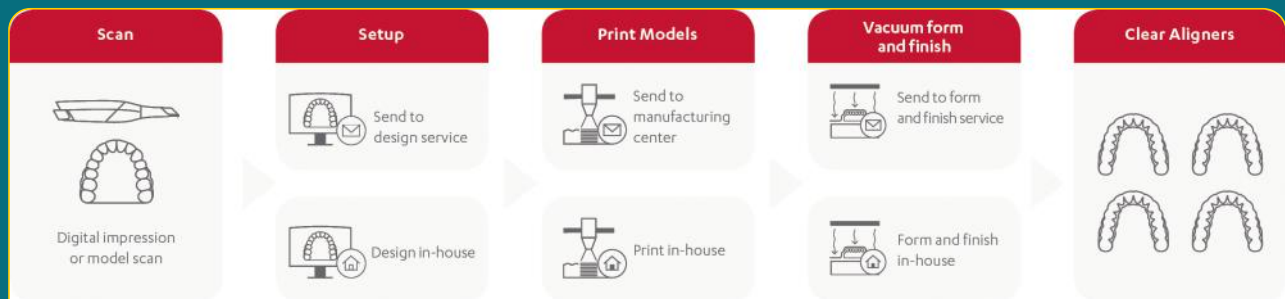 Scan
Digital impression
or model scan
Setup
Send to
design service
Design in-house
Print Models
Send to
manufacturing
center
Print in-house
Vacuum form
and finish
Send to form
and finish service
Form and finish
in-house
Clear Aligners